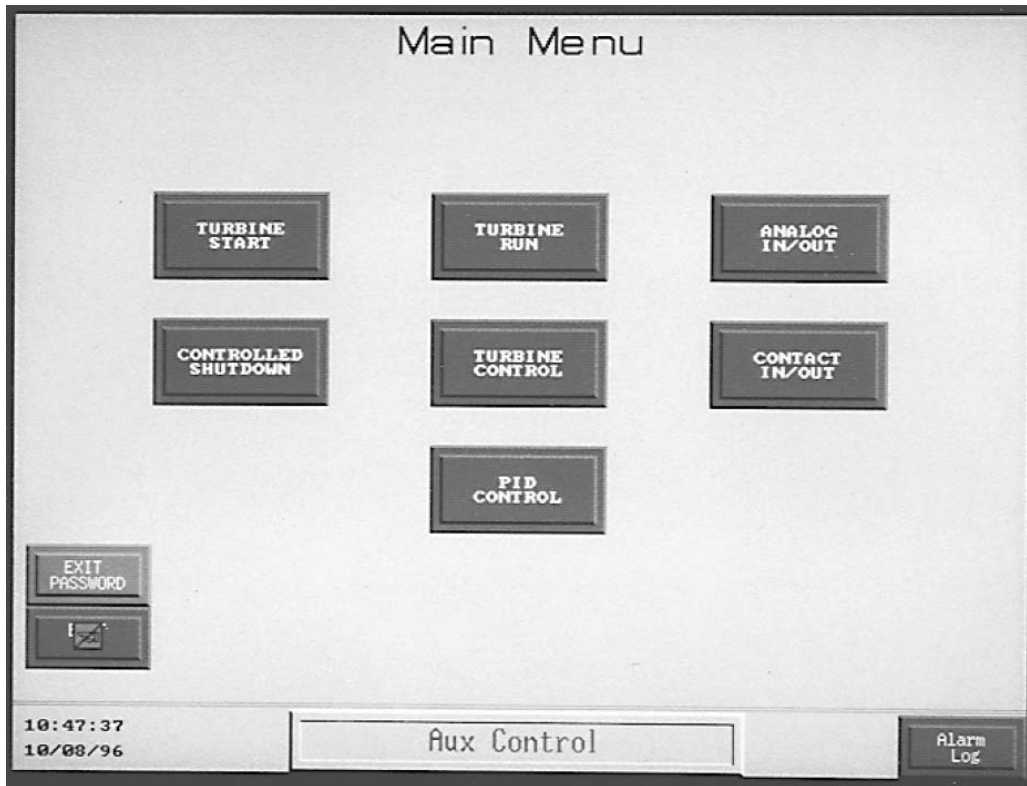 Main Menu
TURBINE
START
TURBINE
RUN
ANALOG
IN/OUT
CONTROLLED
SHUTDOWN
TURBINE
CONTROL
CONTACT
IN/OUT
PID
CONTROL
EXIT
PASSWORD
10:47:37
10/08/96
Aux Control
Alarm
Log